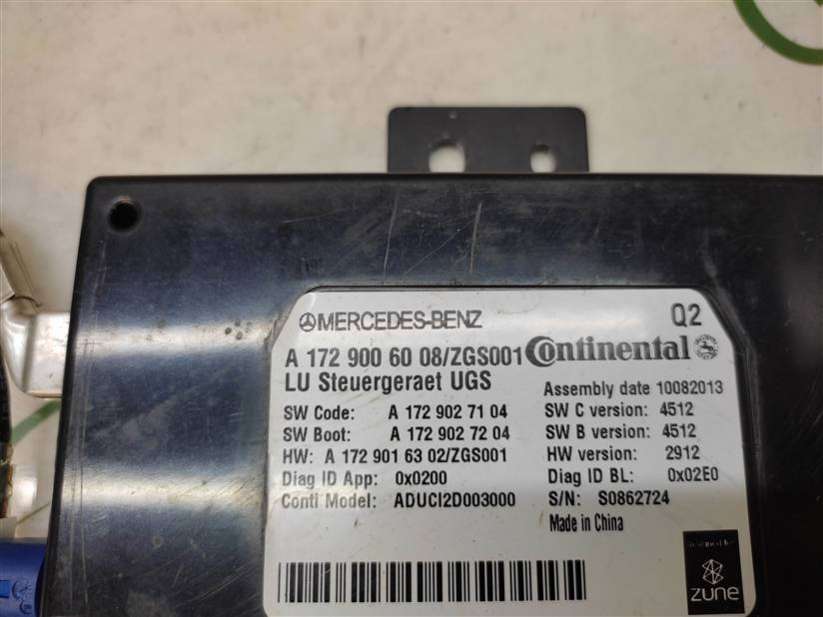 MERCEDES-BENZ Q2
A 172 900 60 08/ZGS001 Continental
LU Steuergeraet UGS
Assembly date 10082013
SW Code: A 172 902 71 04 SW C version: 4512
SW Boot: A 172 902 72 04 SW B version: 4512
HW: A 172 901 63 02/ZGS001 HW version: 2912
Diag ID App: 0x0200 Diag ID BL: 0x02E0
Conti Model: ADUCI2D003000 S/N: S0862724
Made in China
zune